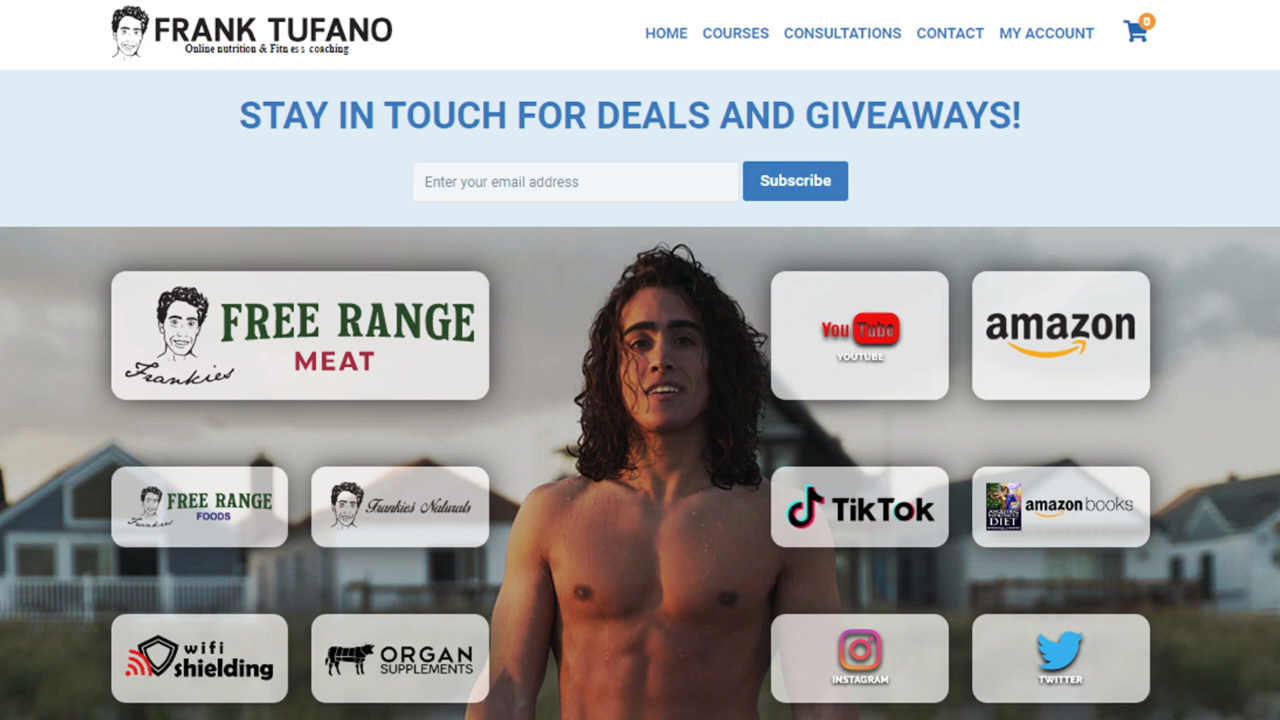 FRANK TUFANO
Online nutrition & Fitness coaching
HOME COURSES CONSULTATIONS CONTACT MY ACCOUNT
0
STAY IN TOUCH FOR DEALS AND GIVEAWAYS!
Enter your email address
Subscribe
Frankies
FREE RANGE
MEAT
YouTube
YOUTUBE
amazon
Frankies
FREE RANGE
FOODS
Frankies Naturals
TikTok
DIET
amazon books
wifi
shielding
ORGAN
SUPPLEMENTS
INSTAGRAM
TWITTER